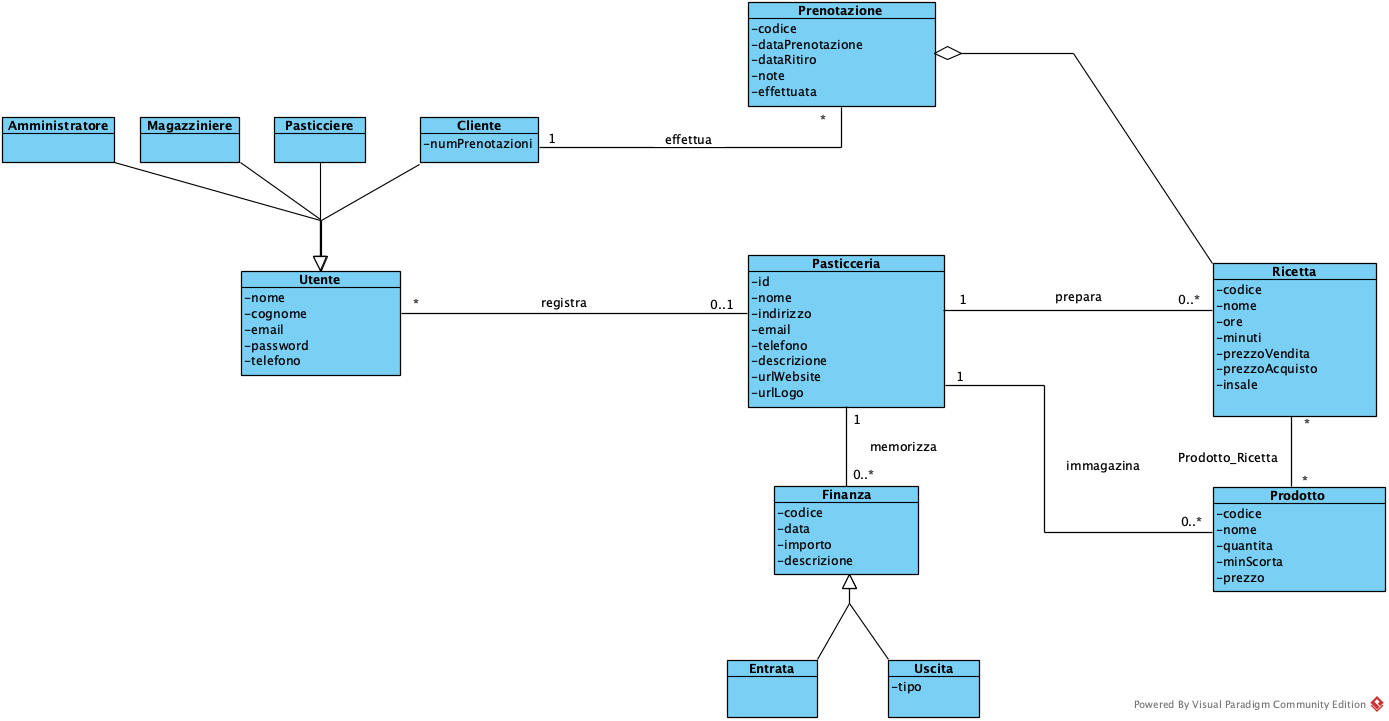 Prenotazione
-codice
-dataPrenotazione
-dataRitiro
-note
-effettuata
Amministratore
Magazziniere
Pasticciere
Cliente
-numPrenotazioni
1
effettua
*
Utente
-nome
-cognome
-email
-password
-telefono
*
registra
0..1
Pasticceria
-id
-nome
-indirizzo
-email
-telefono
-descrizione
-urlWebsite
-urlLogo
1
prepara
0..*
Ricetta
-codice
-nome
-ore
-minuti
-prezzoVendita
-prezzoAcquisto
-insale
1
immagazina
0..*
*
Prodotto_Ricetta
*
1
memorizza
0..*
Finanza
-codice
-data
-importo
-descrizione
Prodotto
-codice
-nome
-quantita
-minScorta
-prezzo
Entrata
Uscita
-tipo
Powered By Visual Paradigm Community Edition